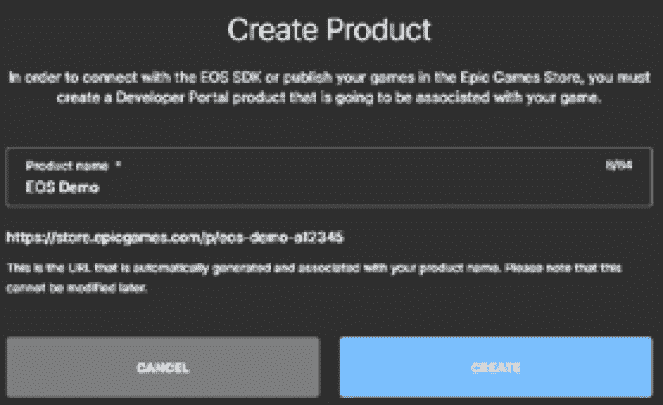 Create Product
In order to connect with the EOS SDK or publish your games in the Epic Games Store, you must
create a Developer Portal product that is going to be associated with your game.
Product name *
8/64
EOS Demo
https://store.epicgames.com/p/eos-demo-a12345
This is the URL that is automatically generated and associated with your product name. Please note that this
cannot be modified later.
CANCEL
CREATE